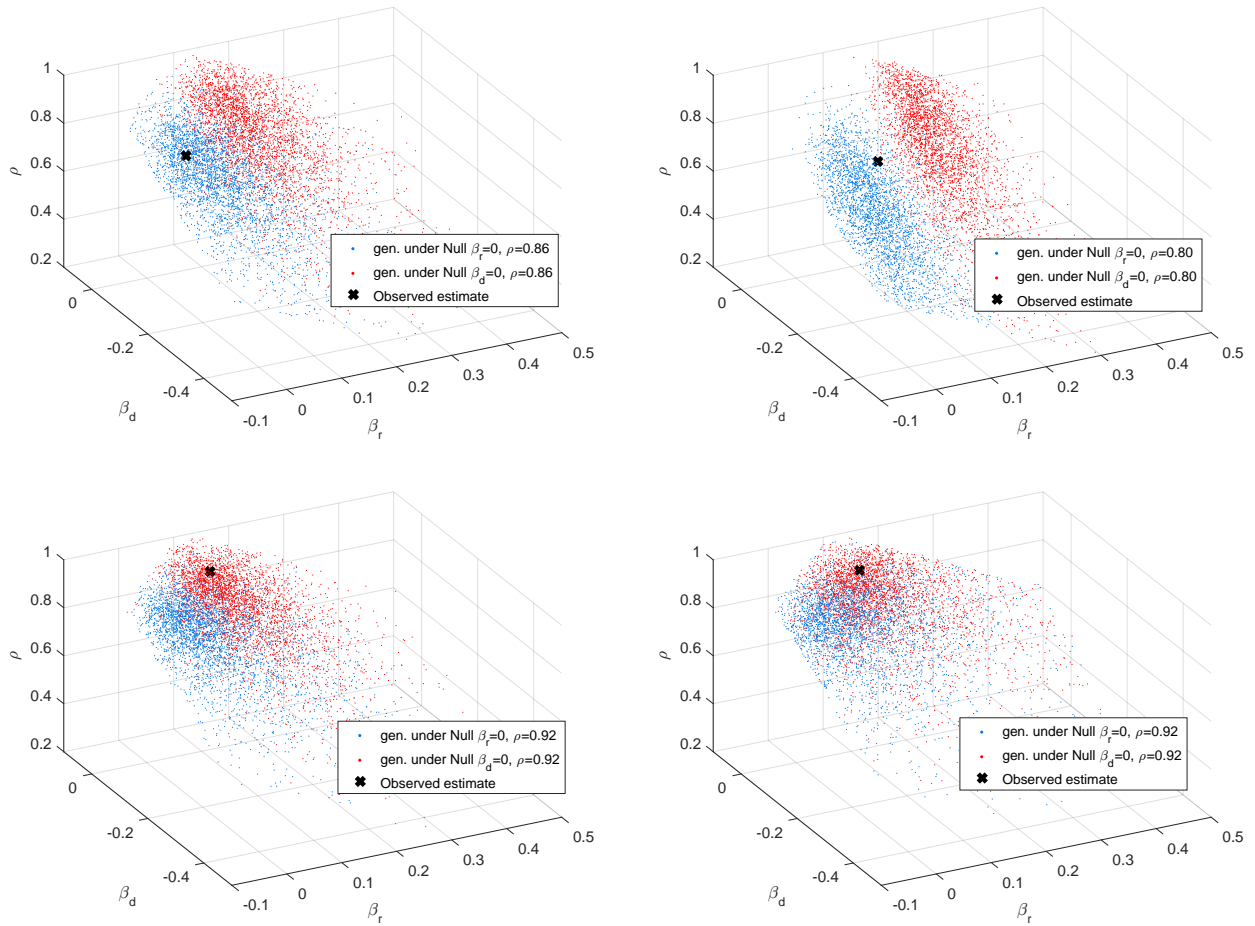 1
0.8
0.6
0.4
0.2
ρ
0
-0.2
-0.4
β_d
-0.1
0
0.1
0.2
0.3
0.4
0.5
β_r
gen. under Null β_r=0, ρ=0.86
gen. under Null β_d=0, ρ=0.86
Observed estimate
1
0.8
0.6
0.4
0.2
ρ
0
-0.2
-0.4
β_d
-0.1
0
0.1
0.2
0.3
0.4
0.5
β_r
gen. under Null β_r=0, ρ=0.80
gen. under Null β_d=0, ρ=0.80
Observed estimate
1
0.8
0.6
0.4
0.2
ρ
0
-0.2
-0.4
β_d
-0.1
0
0.1
0.2
0.3
0.4
0.5
β_r
gen. under Null β_r=0, ρ=0.92
gen. under Null β_d=0, ρ=0.92
Observed estimate
1
0.8
0.6
0.4
0.2
ρ
0
-0.2
-0.4
β_d
-0.1
0
0.1
0.2
0.3
0.4
0.5
β_r
gen. under Null β_r=0, ρ=0.92
gen. under Null β_d=0, ρ=0.92
Observed estimate